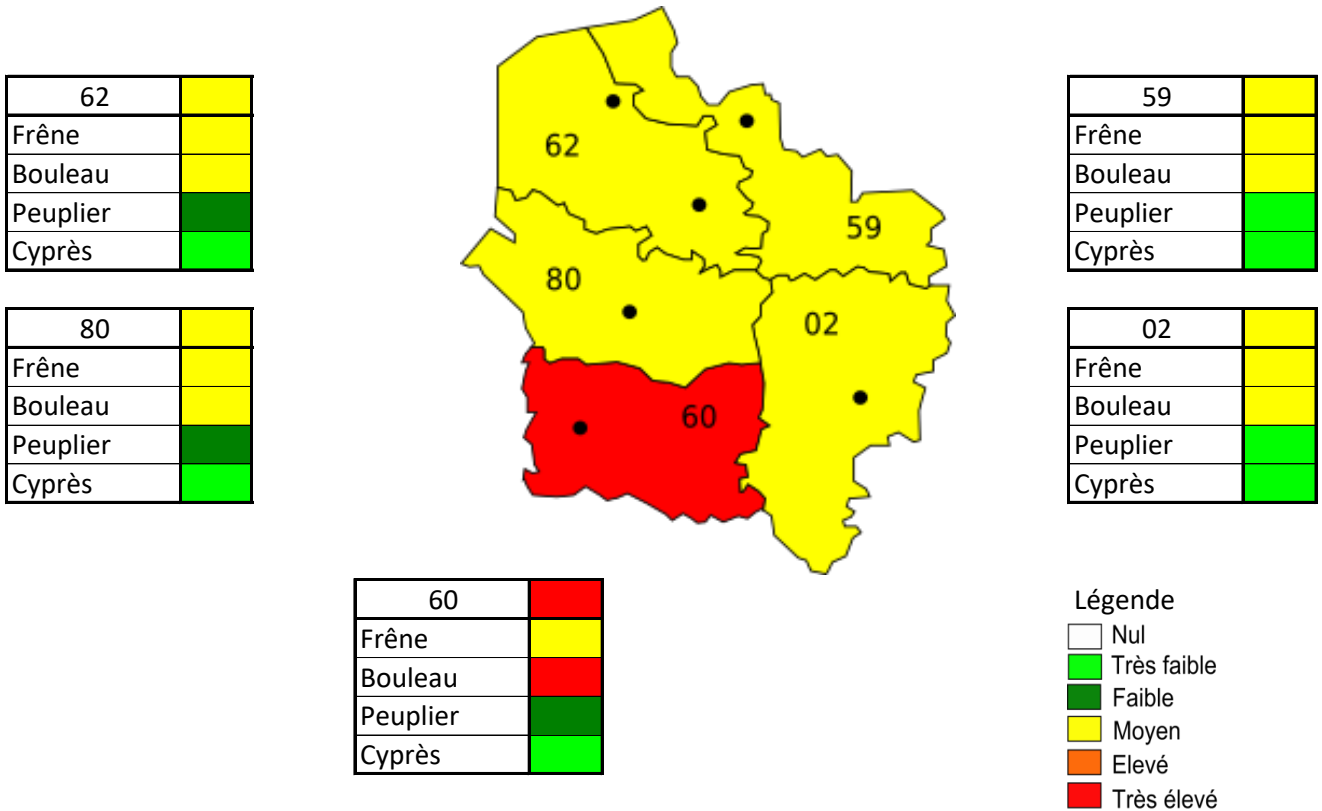 62
Frêne
Bouleau
Peuplier
Cyprès
80
Frêne
Bouleau
Peuplier
Cyprès
62
59
80
02
60
59
Frêne
Bouleau
Peuplier
Cyprès
02
Frêne
Bouleau
Peuplier
Cyprès
60
Frêne
Bouleau
Peuplier
Cyprès
Légende
Nul
Très faible
Faible
Moyen
Elevé
Très élevé